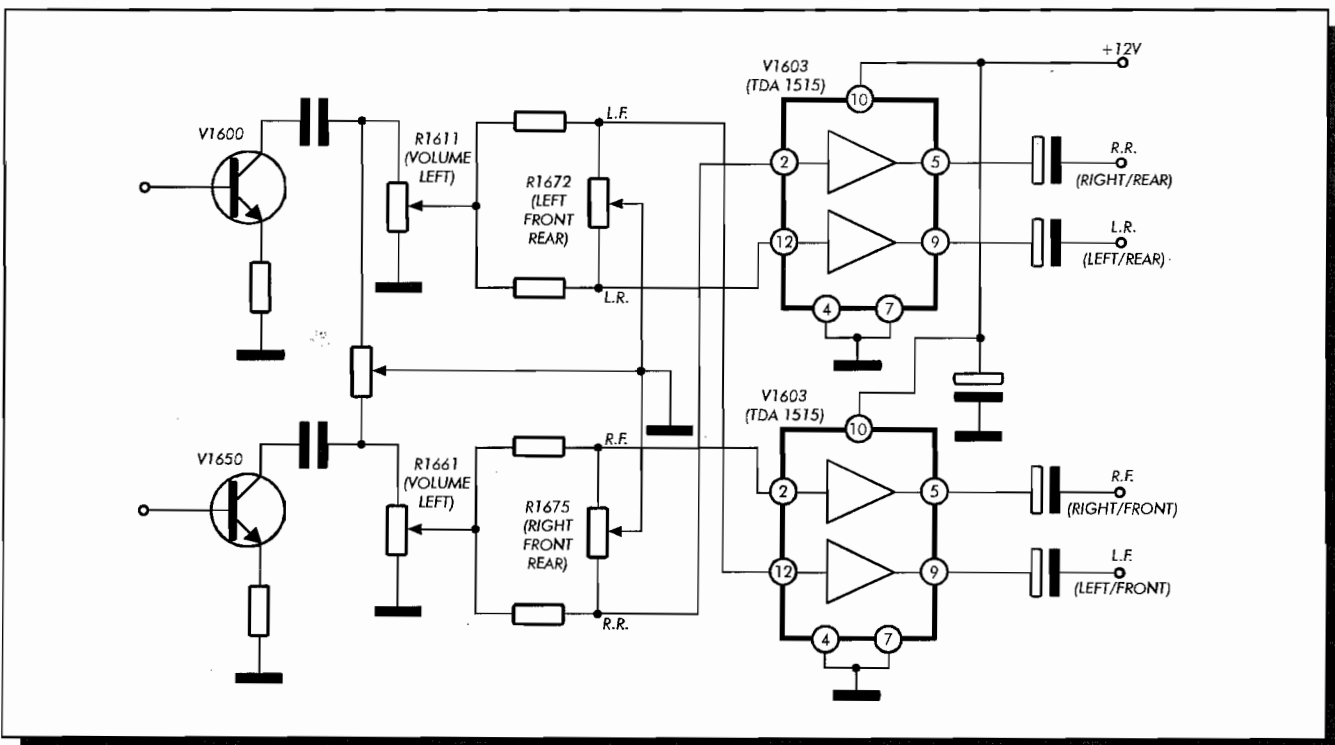 +12V
V1603
(TDA 1515)
10
V1600
R1611
(VOLUME
LEFT)
L.F.
R1672
(LEFT
FRONT
REAR)
L.R.
2
5
R.R.
(RIGHT/REAR)
12
9
L.R.
(LEFT/REAR)
4
7
V1603
(TDA 1515)
10
V1650
R1661
(VOLUME
LEFT)
R.F.
R1675
(RIGHT
FRONT
REAR)
R.R.
2
5
R.F.
(RIGHT/FRONT)
12
9
L.F.
(LEFT/FRONT)
4
7